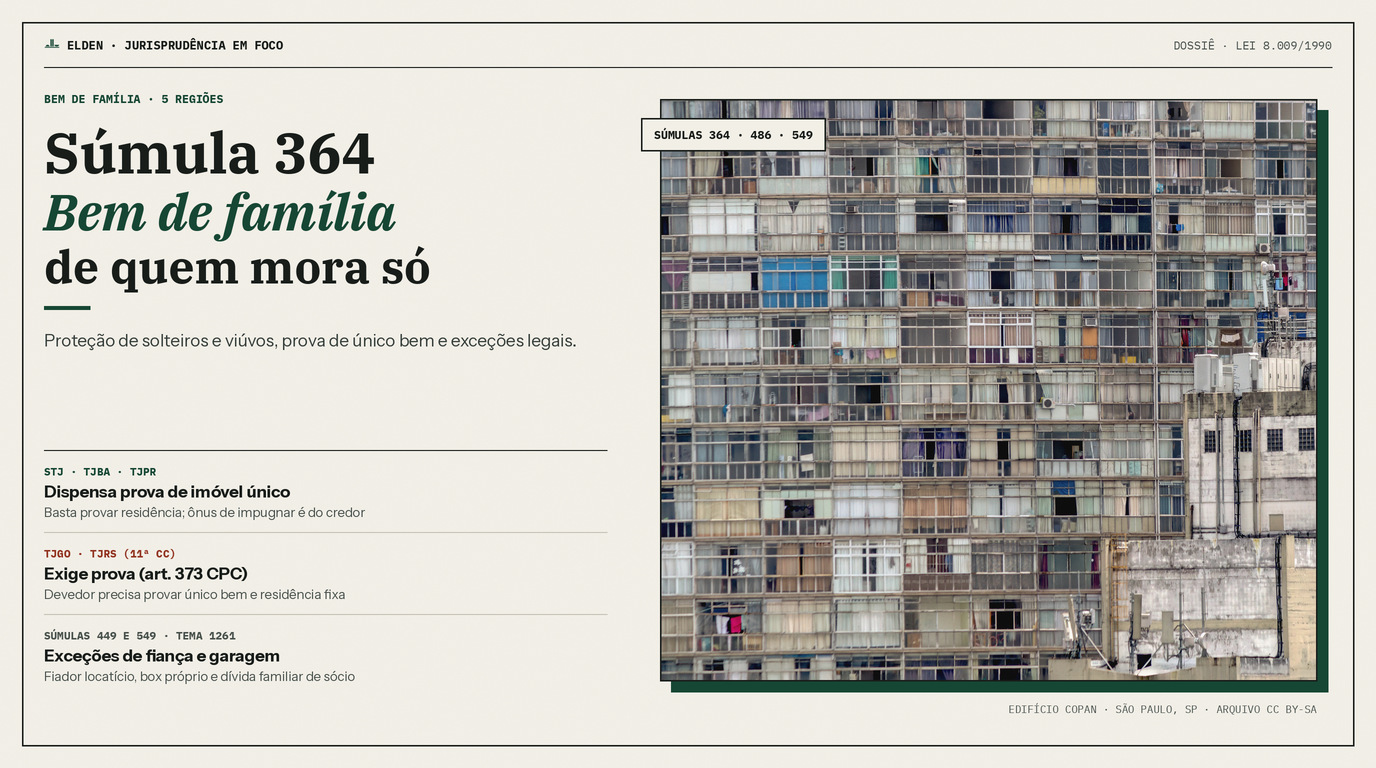 ELDEN · JURISPRUDÊNCIA EM FOCO
DOSSIÊ · LEI 8.009/1990
BEM DE FAMÍLIA · 5 REGIÕES
Súmula 364
Bem de família
de quem mora só
Proteção de solteiros e viúvos, prova de único bem e exceções legais.
STJ · TJBA · TJPR
Dispensa prova de imóvel único
Basta provar residência; ônus de impugnar é do credor
TJGO · TJRS (11ª CC)
Exige prova (art. 373 CPC)
Devedor precisa provar único bem e residência fixa
SÚMULAS 449 E 549 · TEMA 1261
Exceções de fiança e garagem
Fiador locatício, box próprio e dívida familiar de sócio
SÚMULAS 364 · 486 · 549
EDIFÍCIO COPAN · SÃO PAULO, SP · ARQUIVO CC BY-SA